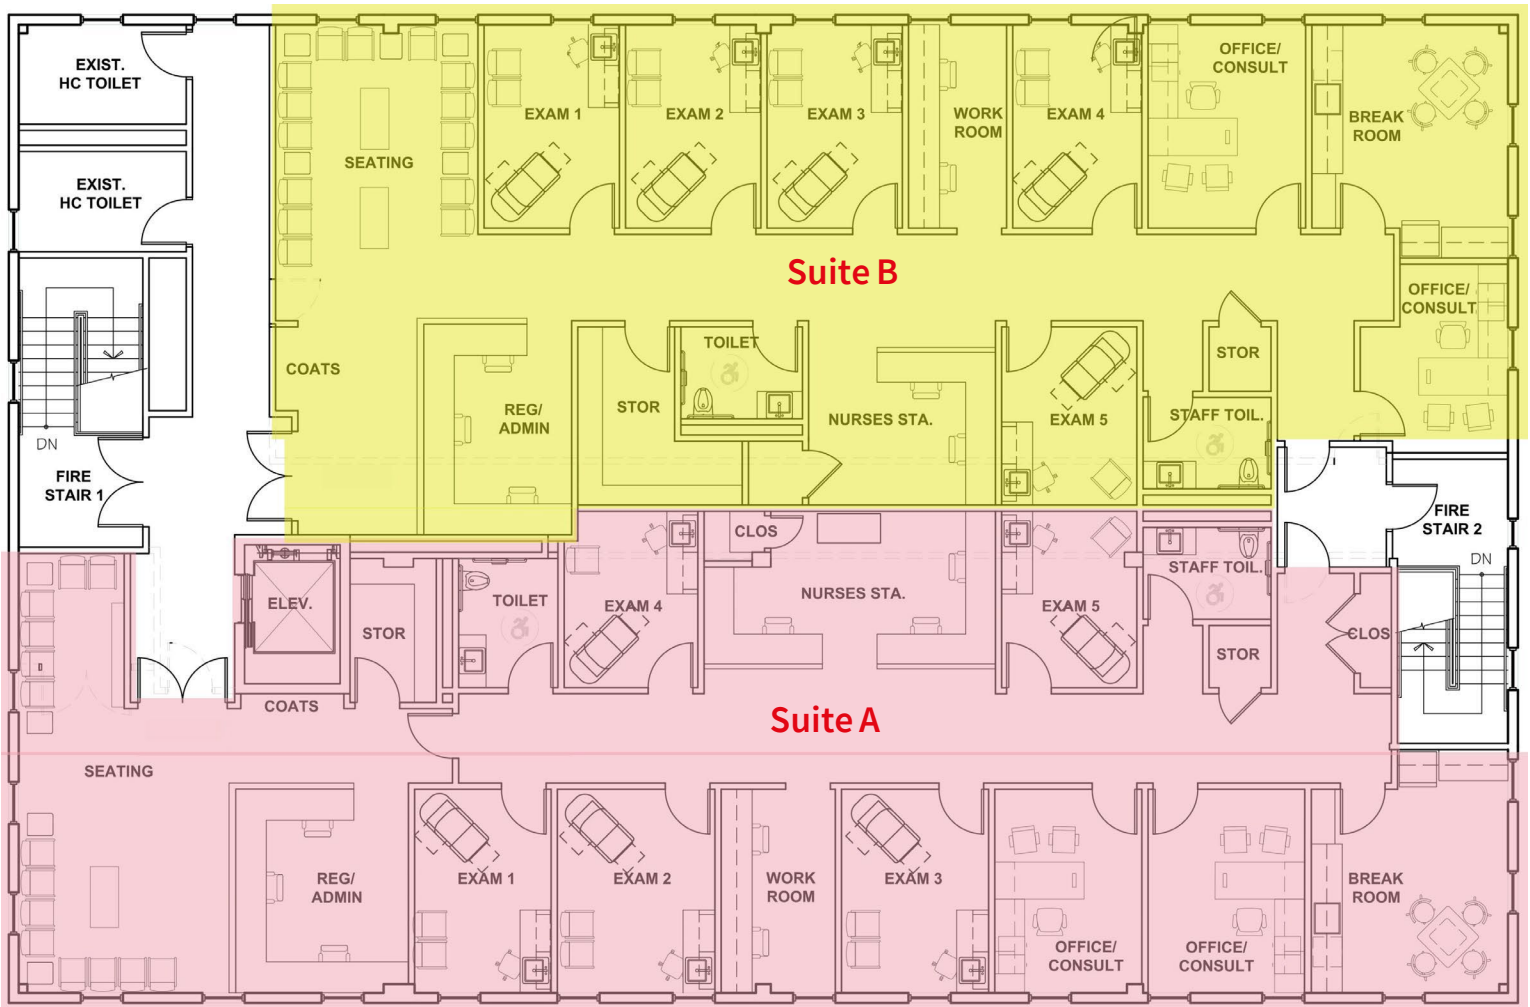 EXIST.
HC TOILET
EXIST.
HC TOILET
DN
FIRE
STAIR 1
SEATING
EXAM 1
EXAM 2
EXAM 3
WORK
ROOM
EXAM 4
OFFICE/
CONSULT
BREAK
ROOM
Suite B
OFFICE/
CONSULT
COATS
REG/
ADMIN
STOR
TOILET
NURSES STA.
EXAM 5
STOR
STAFF TOIL.
FIRE
STAIR 2
DN
ELEV.
STOR
TOILET
EXAM 4
CLOS
NURSES STA.
EXAM 5
STAFF TOIL.
STOR
CLOS
COATS
Suite A
SEATING
REG/
ADMIN
EXAM 1
EXAM 2
WORK
ROOM
EXAM 3
OFFICE/
CONSULT
OFFICE/
CONSULT
BREAK
ROOM